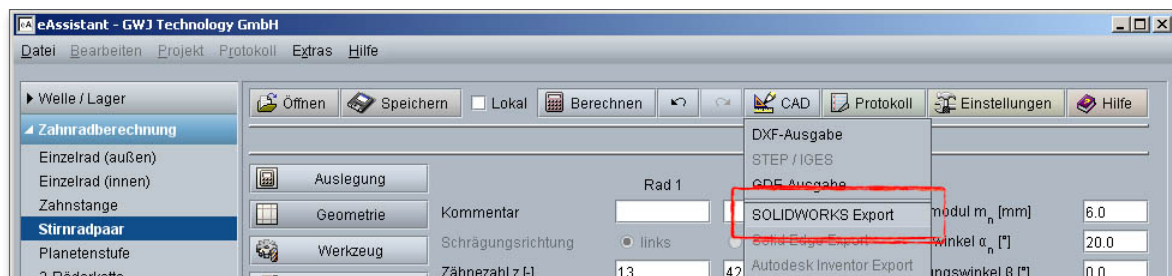 eAssistant - GWJ Technology GmbH
Datei Bearbeiten Projekt Protokoll Extras Hilfe
Welle / Lager
Öffnen Speichern Lokal Berechnen CAD Protokoll Einstellungen Hilfe
Zahnradberechnung
DXF-Ausgabe
Einzelrad (außen)
STEP / IGES
Einzelrad (innen)
Auslegung
Rad 1
GDE-Ausgabe
Zahnstange
Geometrie
Kommentar
SOLIDWORKS Export
modul mn [mm]
6.0
Stirnradpaar
Planetenstufe
Werkzeug
Schrägungsrichtung
links
Solid Edge Export
winkel αn [°]
20.0
Zähnezahl z [-]
13
42
Autodesk Inventor Export
ungswinkel β [°]
0.0